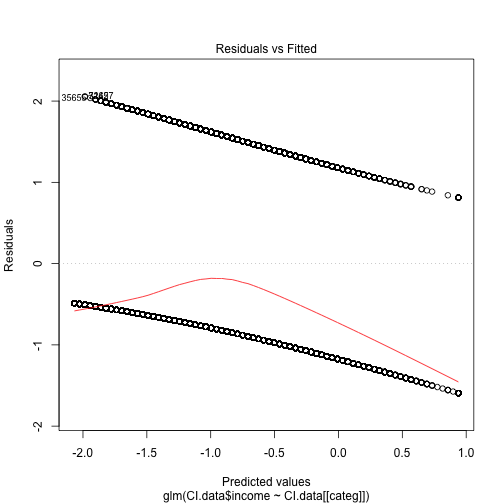 Residuals vs Fitted
2
1
0
-1
-2
Residuals
-2.0 -1.5 -1.0 -0.5 0.0 0.5 1.0
Predicted values
glm(CI.data$income ~ CI.data[[categ]])